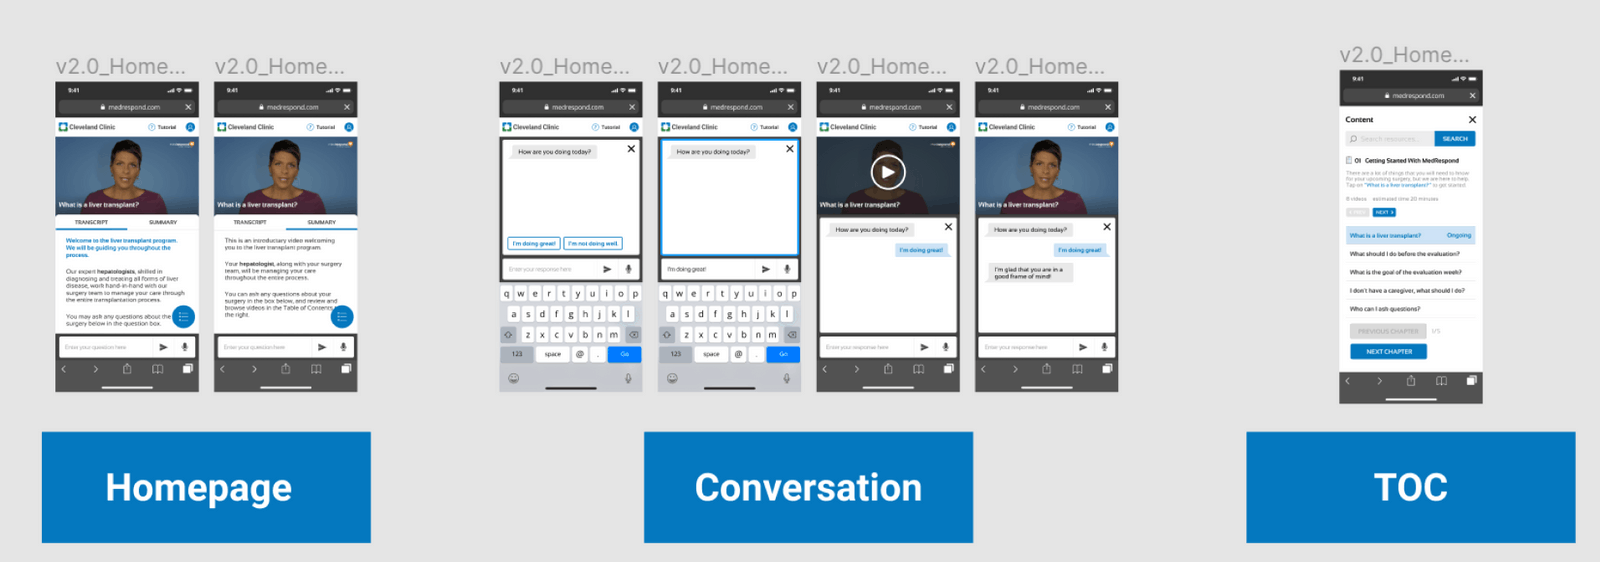 v2.0_Home...
v2.0_Home...
v2.0_Home...
v2.0_Home...
v2.0_Home...
v2.0_Home...
v2.0_Home...
9:41
medrespond.com
Cleveland Clinic
Tutorial
What is a liver transplant?
TRANSCRIPT
SUMMARY
Welcome to the liver transplant program.
We will be guiding you throughout the
process.
Our expert hepatologists, skilled in
diagnosing and treating all forms of liver
disease, work hand-in-hand with our
surgery team to manage your care through
the entire transplantation process.
You may ask any questions about the
surgery below in the question box.
Enter your question here
9:41
medrespond.com
Cleveland Clinic
Tutorial
What is a liver transplant?
TRANSCRIPT
SUMMARY
This is an introductory video welcoming
you to the liver transplant program.
Your hepatologist, along with your surgery
team, will be managing your care
throughout the entire process.
You can ask any questions about your
surgery in the box below, and review and
browse videos in the Table of Contents
the right.
Enter your question here
9:41
medrespond.com
Cleveland Clinic
Tutorial
How are you doing today?
I'm doing great!
I'm not doing well.
Enter your response here
q w e r t y u i o p
a s d f g h j k l
z x c v b n m
123 space @ . Go
9:41
medrespond.com
Cleveland Clinic
Tutorial
How are you doing today?
I'm doing great!
q w e r t y u i o p
a s d f g h j k l
z x c v b n m
123 space @ . Go
9:41
medrespond.com
Cleveland Clinic
Tutorial
What is a liver transplant?
How are you doing today?
I'm doing great!
Enter your response here
9:41
medrespond.com
Cleveland Clinic
Tutorial
What is a liver transplant?
How are you doing today?
I'm doing great!
I'm glad that you are in a
good frame of mind!
Enter your response here
9:41
medrespond.com
Content
Search resources...
SEARCH
01 Getting Started With MedRespond
There are a lot of things that you will need to know
for your upcoming surgery, but we are here to help.
Tap on "What is a liver transplant?" to get started
8 videos estimated time 20 minutes
NEXT >
What is a liver transplant? Ongoing
What should I do before the evaluation?
What is the goal of the evaluation week?
I don't have a caregiver, what should I do?
Who can I ask questions?
PREVIOUS CHAPTER 1/5
NEXT CHAPTER
Homepage
Conversation
TOC